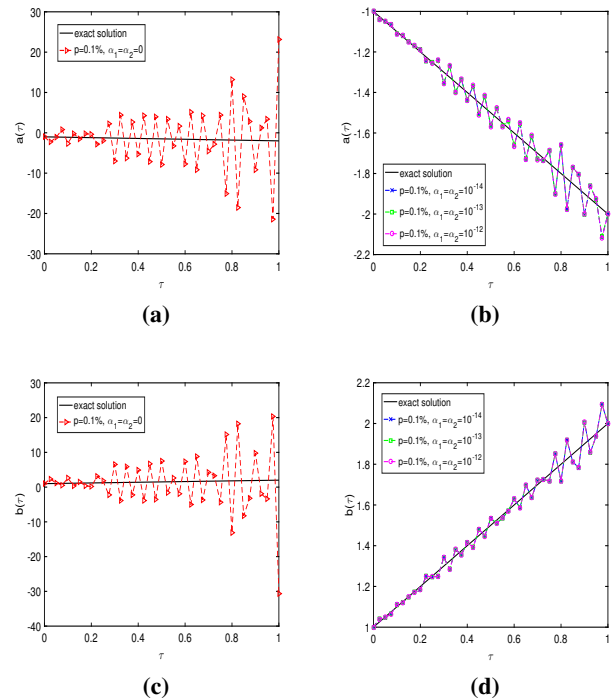 30
20
10
0
-10
-20
-30
a(τ)
exact solution
p=0.1%, α₁=α₂=0
0 0.2 0.4 0.6 0.8 1
τ
(a)
-1
-1.2
-1.4
-1.6
-1.8
-2
-2.2
a(τ)
exact solution
p=0.1%, α₁=α₂=10⁻¹⁴
p=0.1%, α₁=α₂=10⁻¹³
p=0.1%, α₁=α₂=10⁻¹²
0 0.2 0.4 0.6 0.8 1
τ
(b)
30
20
10
0
-10
-20
-30
-40
b(τ)
exact solution
p=0.1%, α₁=α₂=0
0 0.2 0.4 0.6 0.8 1
τ
(c)
2.2
2
1.8
1.6
1.4
1.2
1
b(τ)
exact solution
p=0.1%, α₁=α₂=10⁻¹⁴
p=0.1%, α₁=α₂=10⁻¹³
p=0.1%, α₁=α₂=10⁻¹²
0 0.2 0.4 0.6 0.8 1
τ
(d)